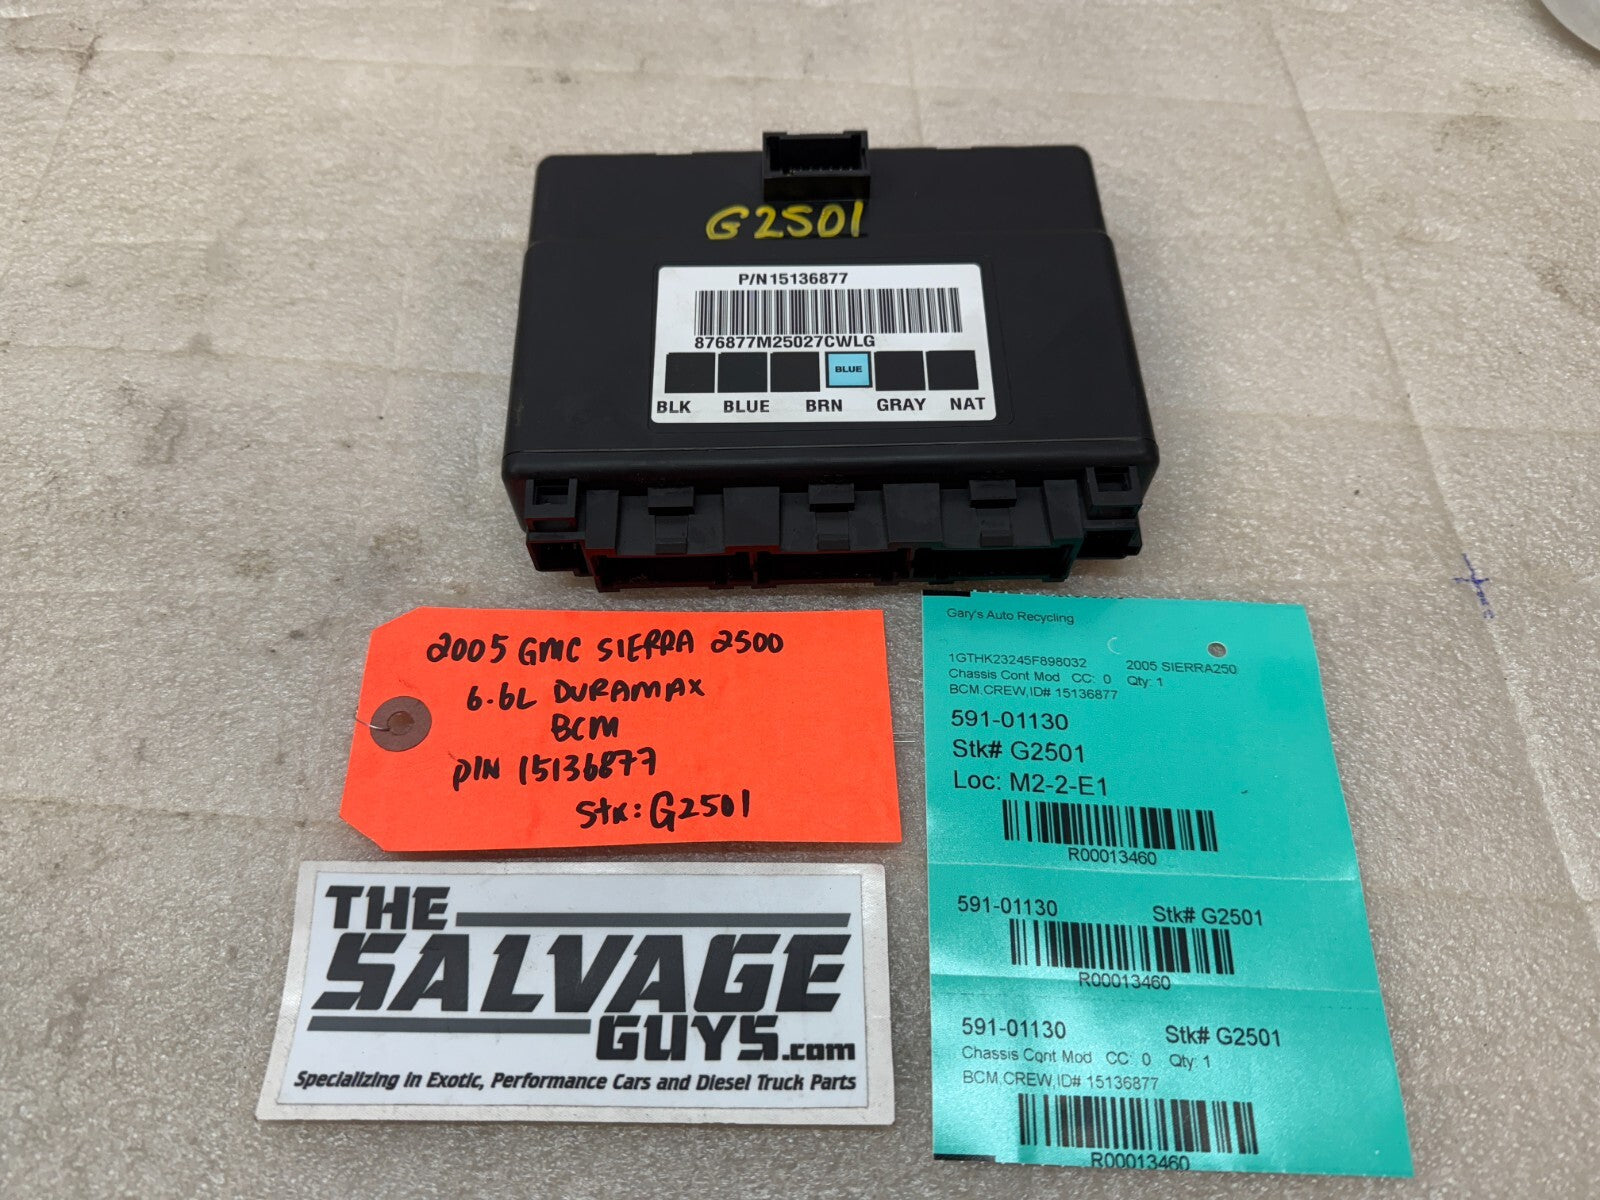 G2501
P/N15136877
876877M25027CWLG
BLUE
BLK BLUE BRN GRAY NAT
2005 GMC SIERRA 2500
6.6L DURAMAX
BCM
P/N 15136877
Stk: G2501
THE
SALVAGE
GUYS.com
Specializing in Exotic, Performance Cars and Diesel Truck Parts
Gary's Auto Recycling
1GTHK23245F898032 2005 SIERRA250
Chassis Cont Mod CC: 0 Qty: 1
BCM,CREW,ID# 15136877
591-01130
Stk# G2501
Loc: M2-2-E1
R00013460
591-01130 Stk# G2501
R00013460
591-01130 Stk# G2501
Chassis Cont Mod CC: 0 Qty: 1
BCM,CREW,ID# 15136877
R00013460